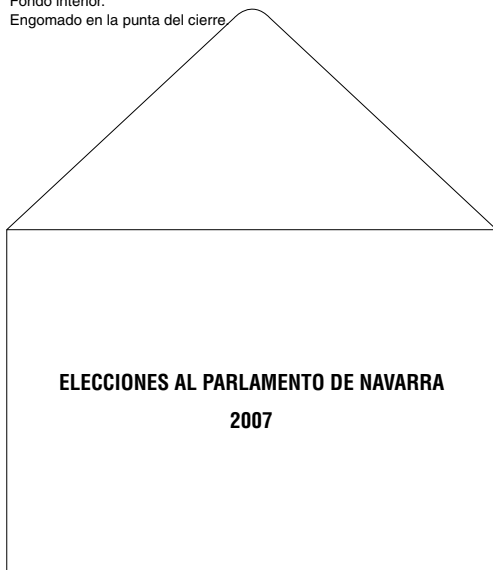 Fondo interior.
Engomado en la punta del cierre.
ELECCIONES AL PARLAMENTO DE NAVARRA
2007